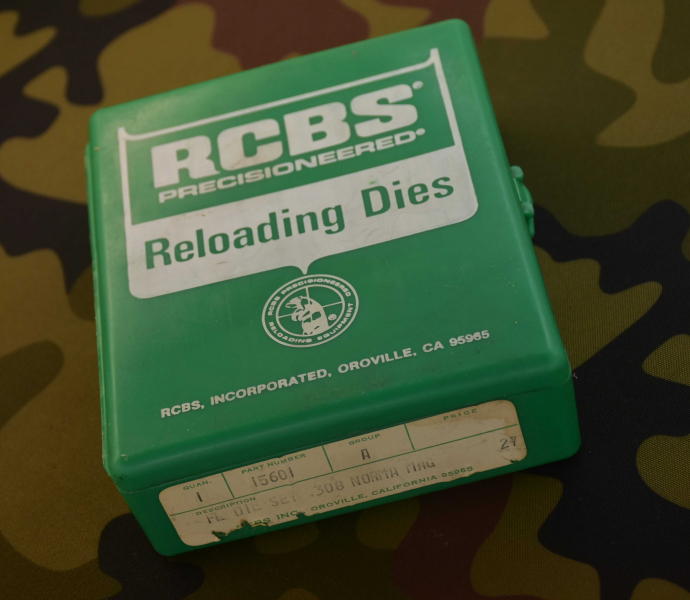 RCBS
PRECISIONEERED
Reloading Dies
RCBS PRECISIONEERED
RELOADING EQUIPMENT
RCBS, INCORPORATED, OROVILLE, CA 95965
QUAN. PART NUMBER GROUP PRICE
1 15601 A 27
DESCRIPTION
FL DIE SET .308 NORMA MAG
INC., OROVILLE, CALIFORNIA 95965